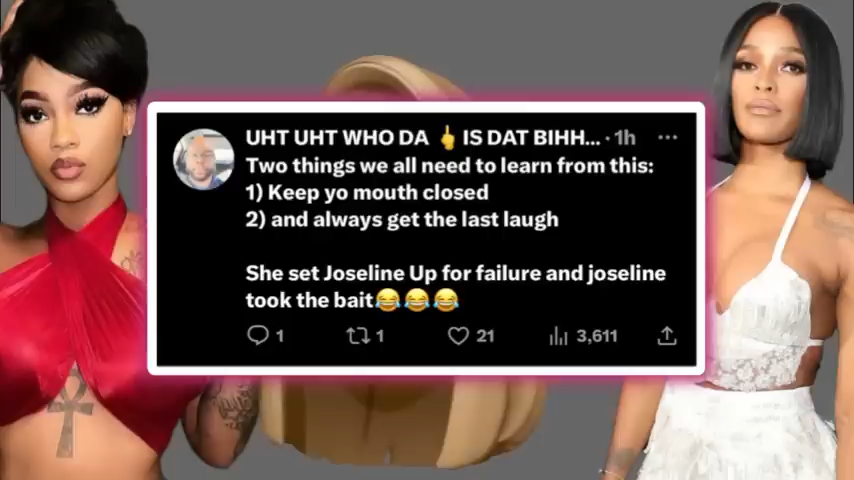 UHT UHT WHO DA 👆IS DAT BIHH... · 1h
Two things we all need to learn from this:
1) Keep yo mouth closed
2) and always get the last laugh
She set Joseline Up for failure and joseline
took the bait😂😂😂
1 1 21 3,611